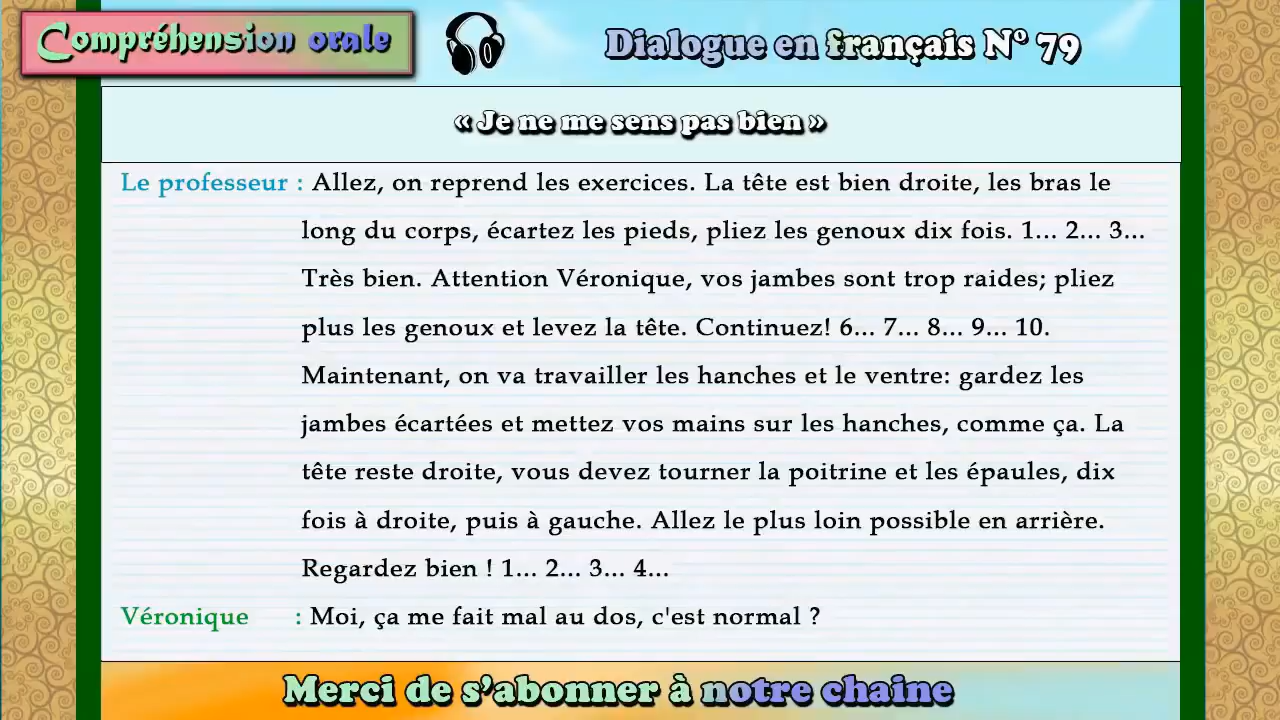 Compréhension orale
Dialogue en français N° 79
« Je ne me sens pas bien »
Le professeur : Allez, on reprend les exercices. La tête est bien droite, les bras le
long du corps, écartez les pieds, pliez les genoux dix fois. 1... 2... 3...
Très bien. Attention Véronique, vos jambes sont trop raides; pliez
plus les genoux et levez la tête. Continuez! 6... 7... 8... 9... 10.
Maintenant, on va travailler les hanches et le ventre: gardez les
jambes écartées et mettez vos mains sur les hanches, comme ça. La
tête reste droite, vous devez tourner la poitrine et les épaules, dix
fois à droite, puis à gauche. Allez le plus loin possible en arrière.
Regardez bien ! 1... 2... 3... 4...
Véronique : Moi, ça me fait mal au dos, c'est normal ?
Merci de s’abonner à notre chaine